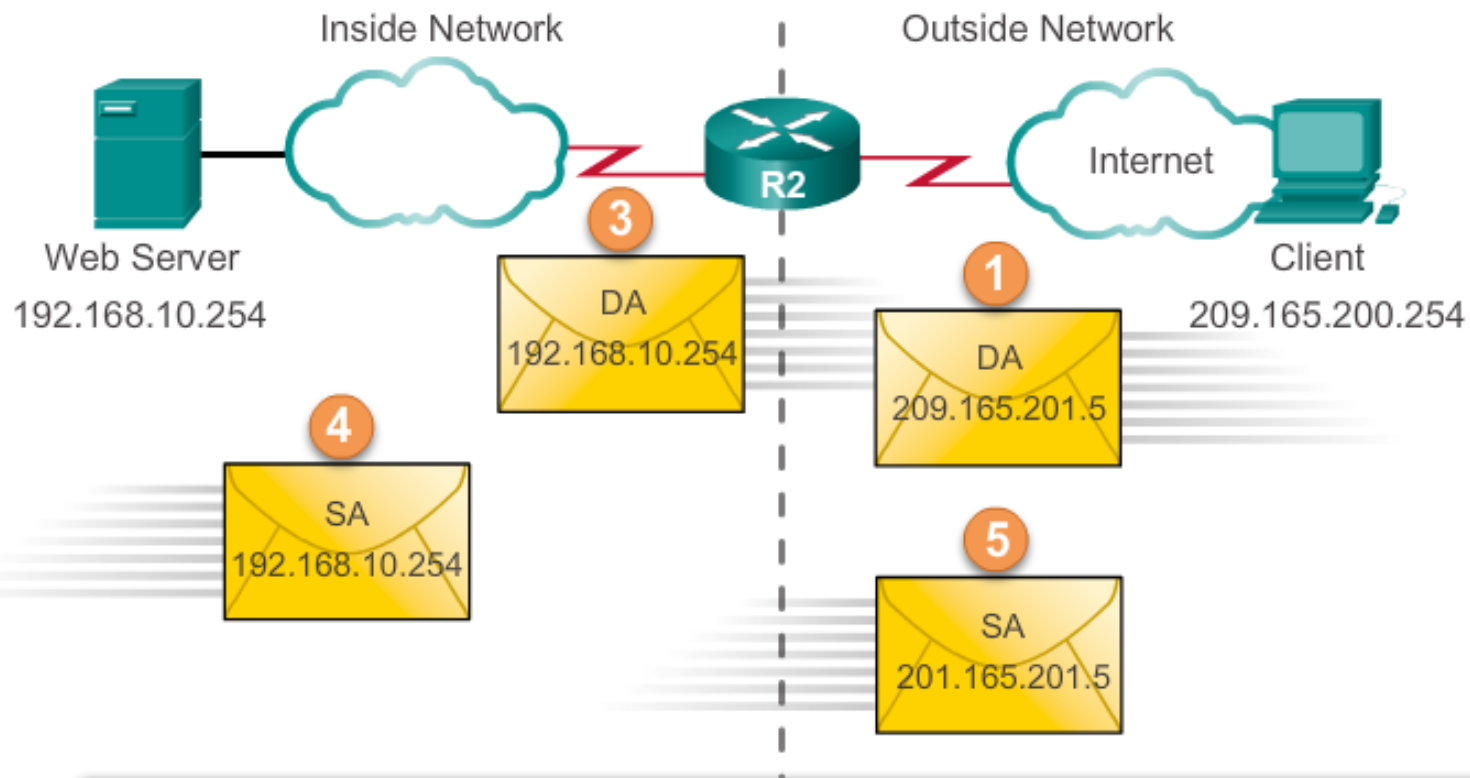 Inside Network
Outside Network
R2
Internet
Web Server
192.168.10.254
Client
209.165.200.254
3
DA
192.168.10.254
1
DA
209.165.201.5
4
SA
192.168.10.254
5
SA
201.165.201.5